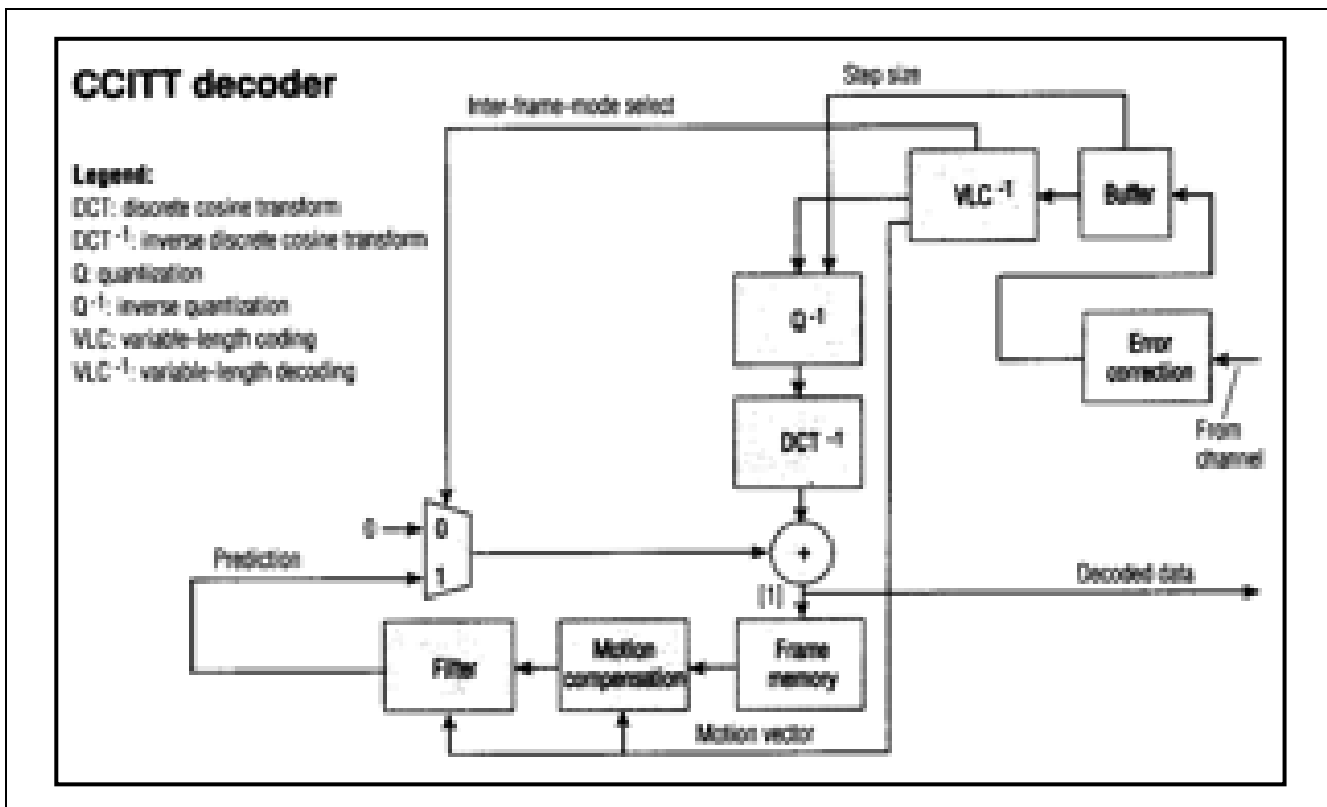 CCITT decoder
Legend:
DCT: discrete cosine transform
DCT -1: inverse discrete cosine transform
Q: quantization
Q -1: inverse quantization
VLC: variable-length coding
VLC -1: variable-length decoding
Step size
Inter-frame-mode select
VLC -1
Buffer
Q -1
Error
correction
From
channel
DCT -1
0
0
1
Prediction
+
[1]
Decoded data
Filter
Motion
compensation
Frame
memory
Motion vector